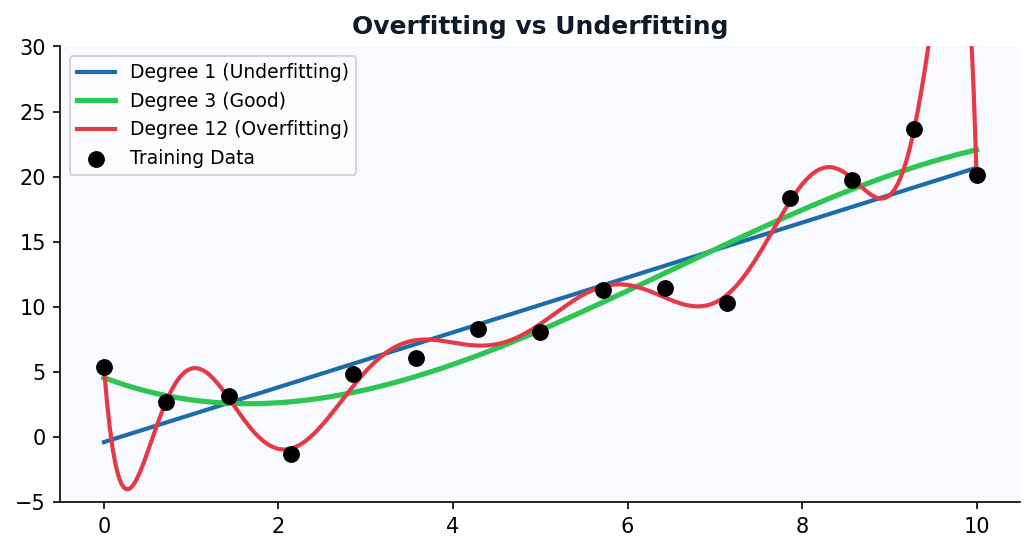 Overfitting vs Underfitting
30
25
20
15
10
5
0
−5
Degree 1 (Underfitting)
Degree 3 (Good)
Degree 12 (Overfitting)
Training Data
0 2 4 6 8 10